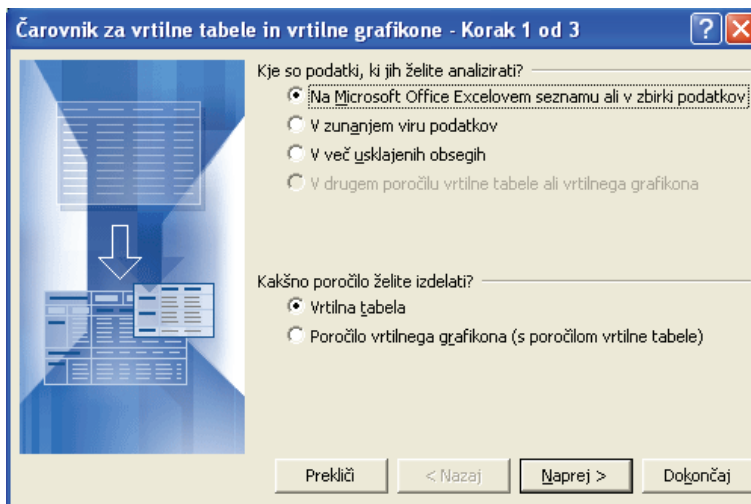 Čarovnik za vrtilne tabele in vrtilne grafikone - Korak 1 od 3
Kje so podatki, ki jih želite analizirati?
Na Microsoft Office Excelovem seznamu ali v zbirki podatkov
V zunanjem viru podatkov
V več usklajenih obsegih
V drugem poročilu vrtilne tabele ali vrtilnega grafikona
Kakšno poročilo želite izdelati?
Vrtilna tabela
Poročilo vrtilnega grafikona (s poročilom vrtilne tabele)
Prekliči
< Nazaj
Naprej >
Dokončaj